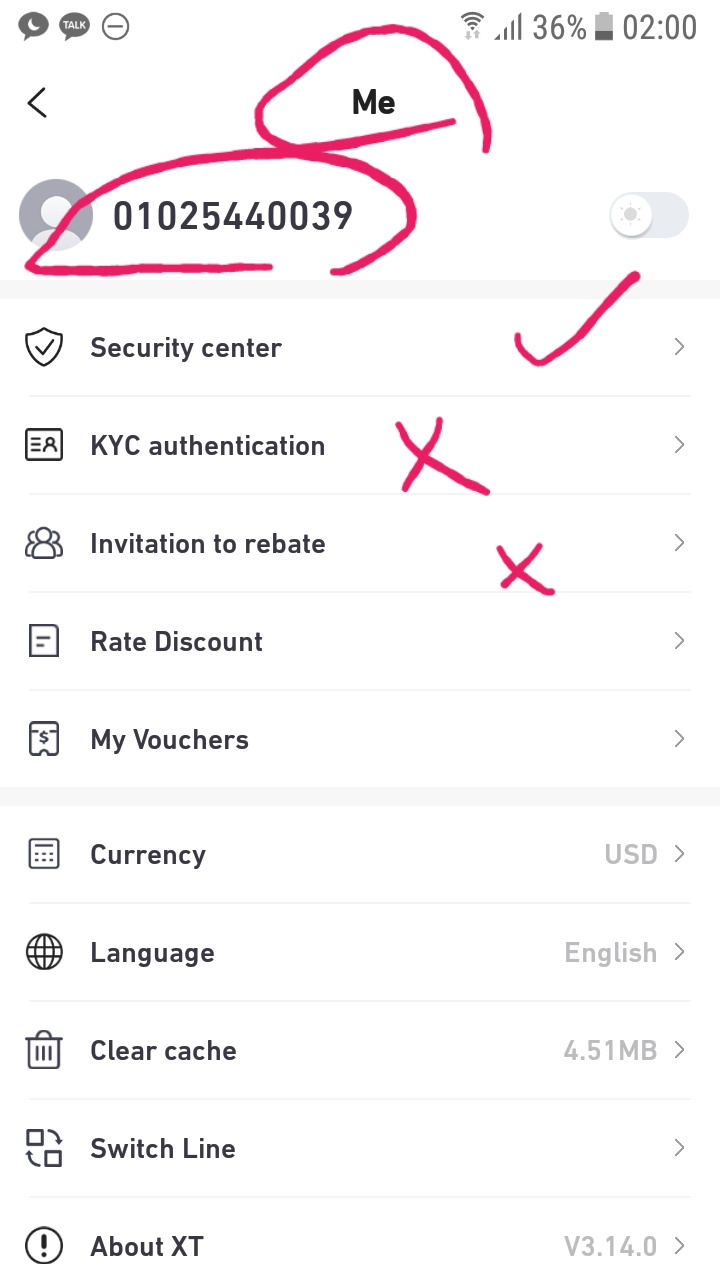 TALK 36% 02:00
Me
01025440039
Security center
KYC authentication
Invitation to rebate
Rate Discount
My Vouchers
Currency USD
Language English
Clear cache 4.51MB
Switch Line
About XT V3.14.0